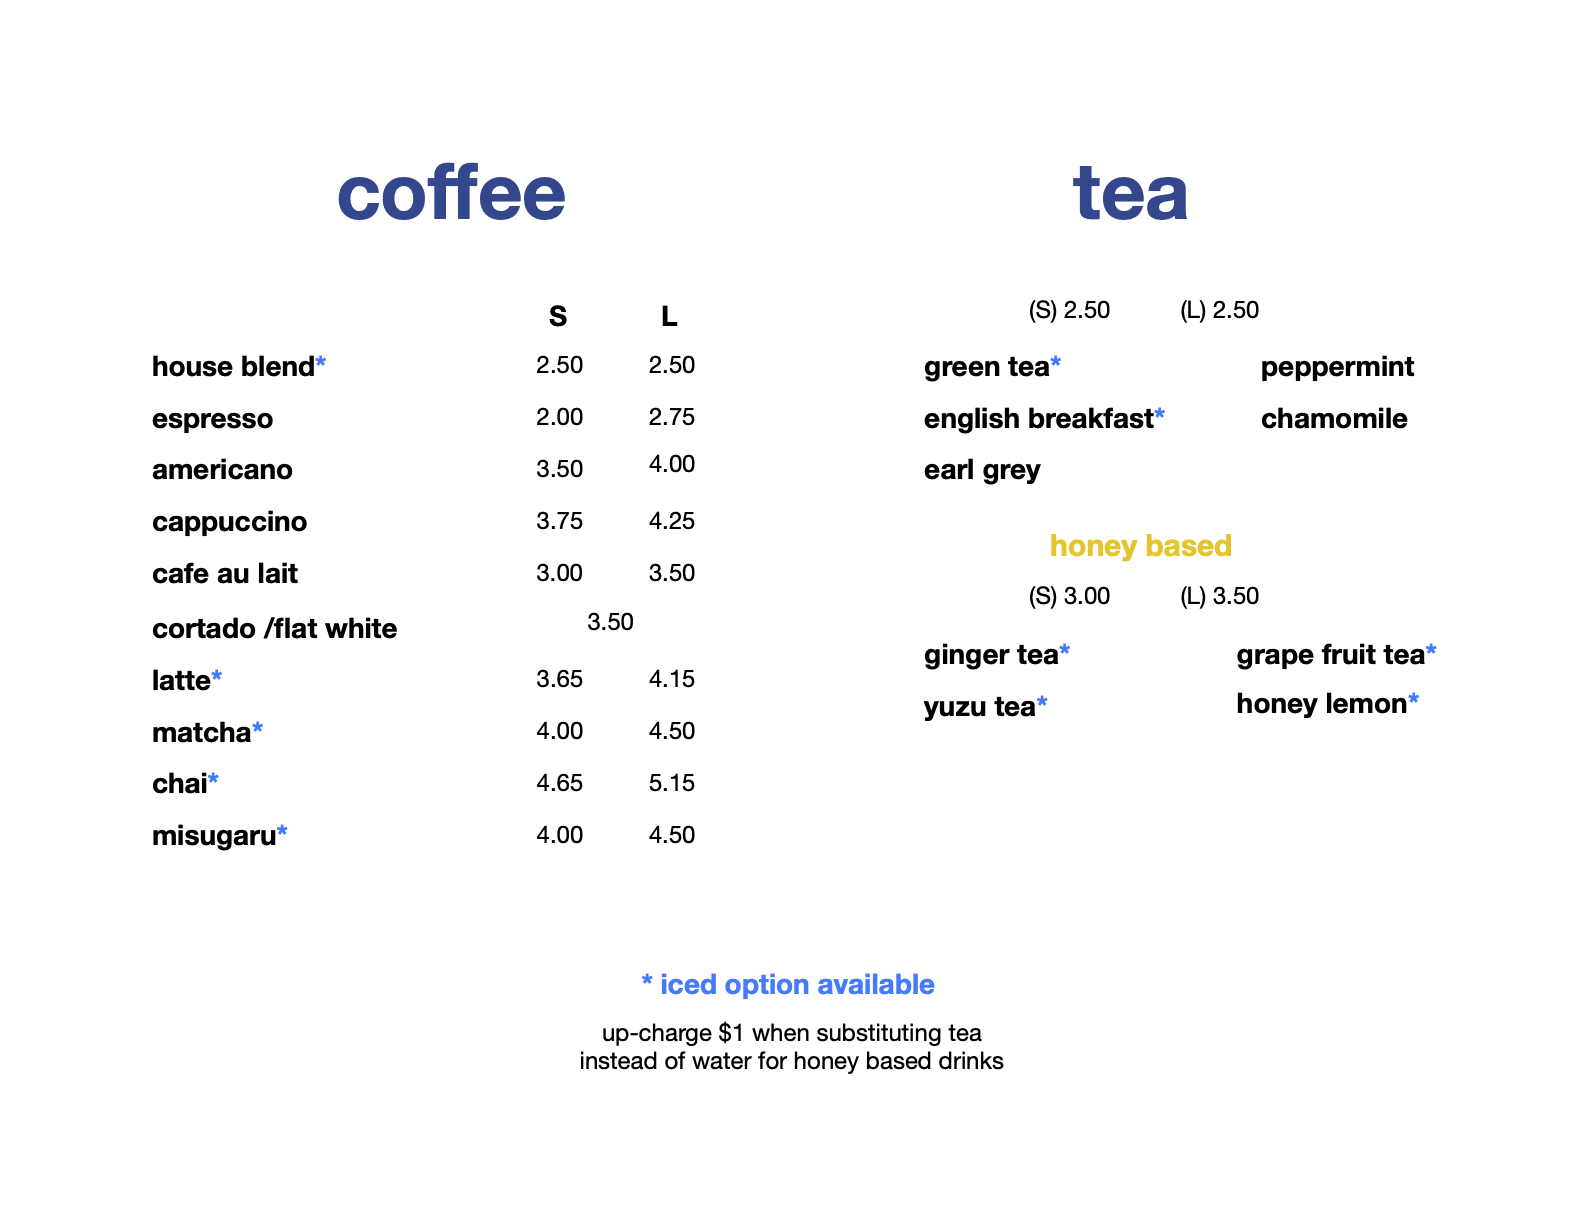 coffee
S L
house blend* 2.50 2.50
espresso 2.00 2.75
americano 3.50 4.00
cappuccino 3.75 4.25
cafe au lait 3.00 3.50
cortado /flat white 3.50
latte* 3.65 4.15
matcha* 4.00 4.50
chai* 4.65 5.15
misugaru* 4.00 4.50
tea
(S) 2.50 (L) 2.50
green tea* peppermint
english breakfast* chamomile
earl grey
honey based
(S) 3.00 (L) 3.50
ginger tea* grape fruit tea*
yuzu tea* honey lemon*
* iced option available
up-charge $1 when substituting tea
instead of water for honey based drinks